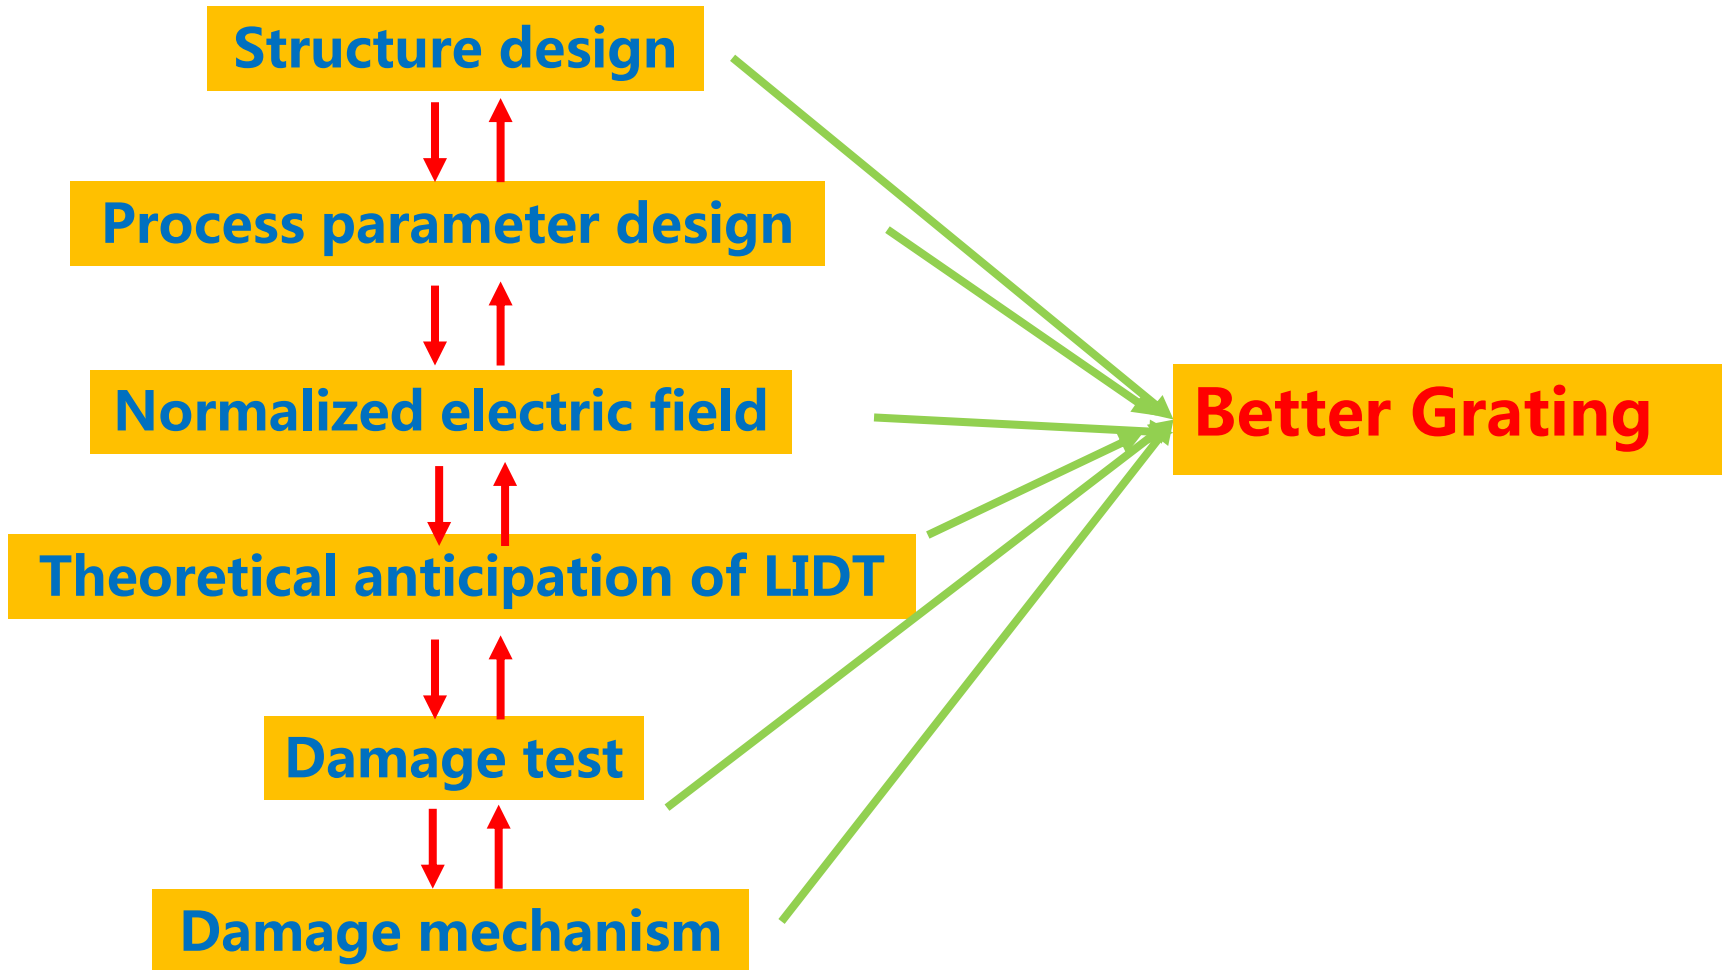 Structure design
Process parameter design
Normalized electric field
Better Grating
Theoretical anticipation of LIDT
Damage test
Damage mechanism